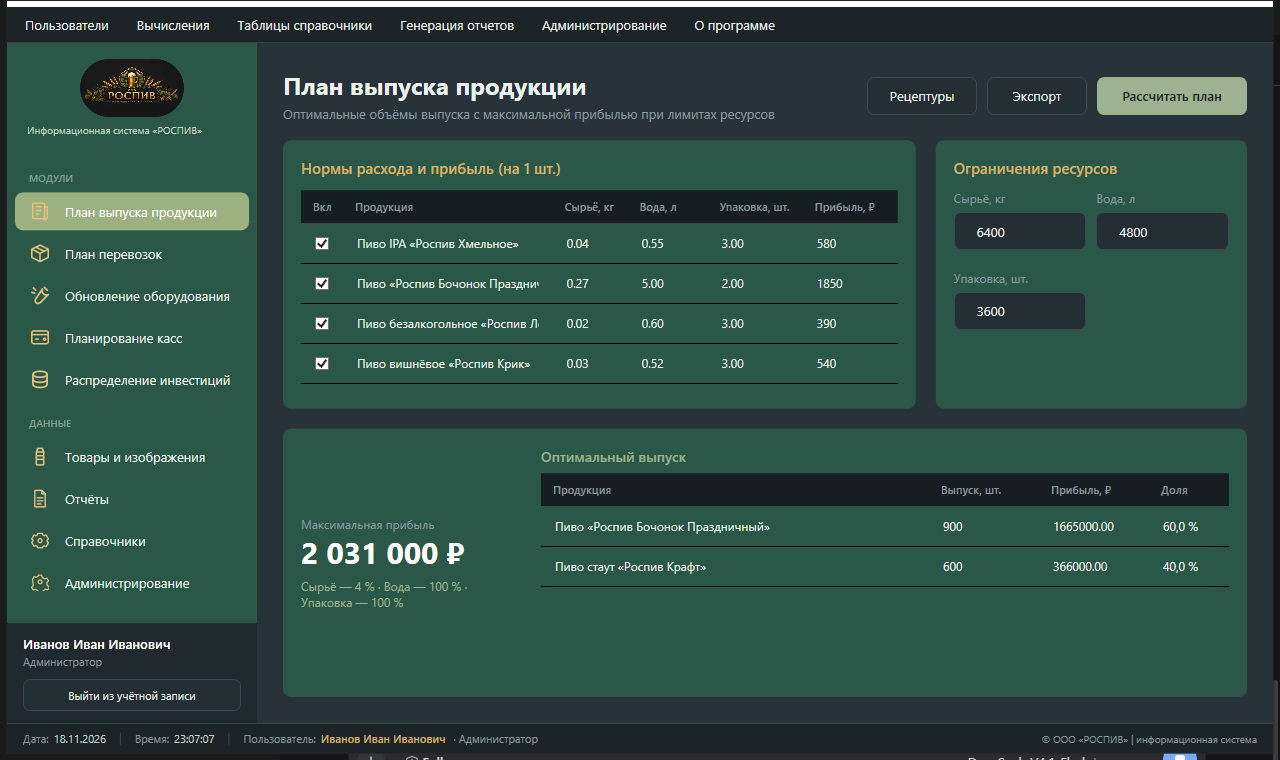 Пользователи Вычисления Таблицы справочники Генерация отчетов Администрирование О программе
РОСПИВ
Информационная система «РОСПИВ»
МОДУЛИ
План выпуска продукции
План перевозок
Обновление оборудования
Планирование касс
Распределение инвестиций
ДАННЫЕ
Товары и изображения
Отчёты
Справочники
Администрирование
Иванов Иван Иванович
Администратор
Выйти из учётной записи
План выпуска продукции
Оптимальные объёмы выпуска с максимальной прибылью при лимитах ресурсов
Рецептуры Экспорт Рассчитать план
Нормы расхода и прибыль (на 1 шт.)
Вкл Продукция Сырьё, кг Вода, л Упаковка, шт. Прибыль, ₽
Пиво IPA «Роспив Хмельное» 0.04 0.55 3.00 580
Пиво «Роспив Бочонок Праздни 0.27 5.00 2.00 1850
Пиво безалкогольное «Роспив Л 0.02 0.60 3.00 390
Пиво вишнёвое «Роспив Крик» 0.03 0.52 3.00 540
Ограничения ресурсов
Сырьё, кг Вода, л
6400 4800
Упаковка, шт.
3600
Максимальная прибыль
2 031 000 ₽
Сырьё — 4 % · Вода — 100 % ·
Упаковка — 100 %
Оптимальный выпуск
Продукция Выпуск, шт. Прибыль, ₽ Доля
Пиво «Роспив Бочонок Праздничный» 900 1665000.00 60,0 %
Пиво стаут «Роспив Крафт» 600 366000.00 40,0 %
Дата: 18.11.2026 Время: 23:07:07 Пользователь: Иванов Иван Иванович · Администратор
© ООО «РОСПИВ» | информационная система